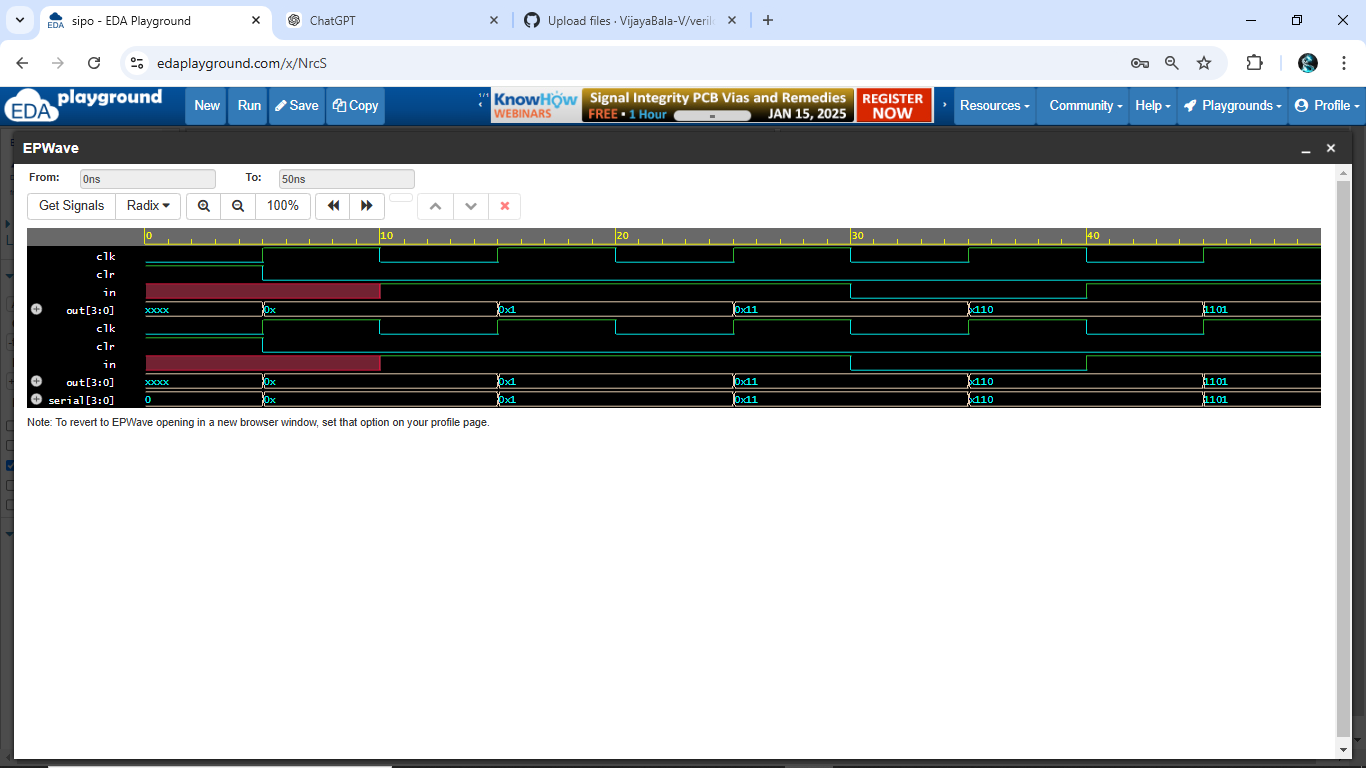 sipo - EDA Playground
ChatGPT
Upload files · VijayaBala-V/veril
edaplayground.com/x/NrcS
EDA playground
New
Run
Save
Copy
1/1
KnowHow WEBINARS
Signal Integrity PCB Vias and Remedies
FREE • 1 Hour
JAN 15, 2025
REGISTER NOW
Resources
Community
Help
Playgrounds
Profile
EPWave
From:
0ns
To:
50ns
Get Signals
Radix
100%
0 10 20 30 40
clk
clr
in
out[3:0] xxxx 0x 0x1 0x11 x110 1101
clk
clr
in
out[3:0] xxxx 0x 0x1 0x11 x110 1101
serial[3:0] 0 0x 0x1 0x11 x110 1101
Note: To revert to EPWave opening in a new browser window, set that option on your profile page.